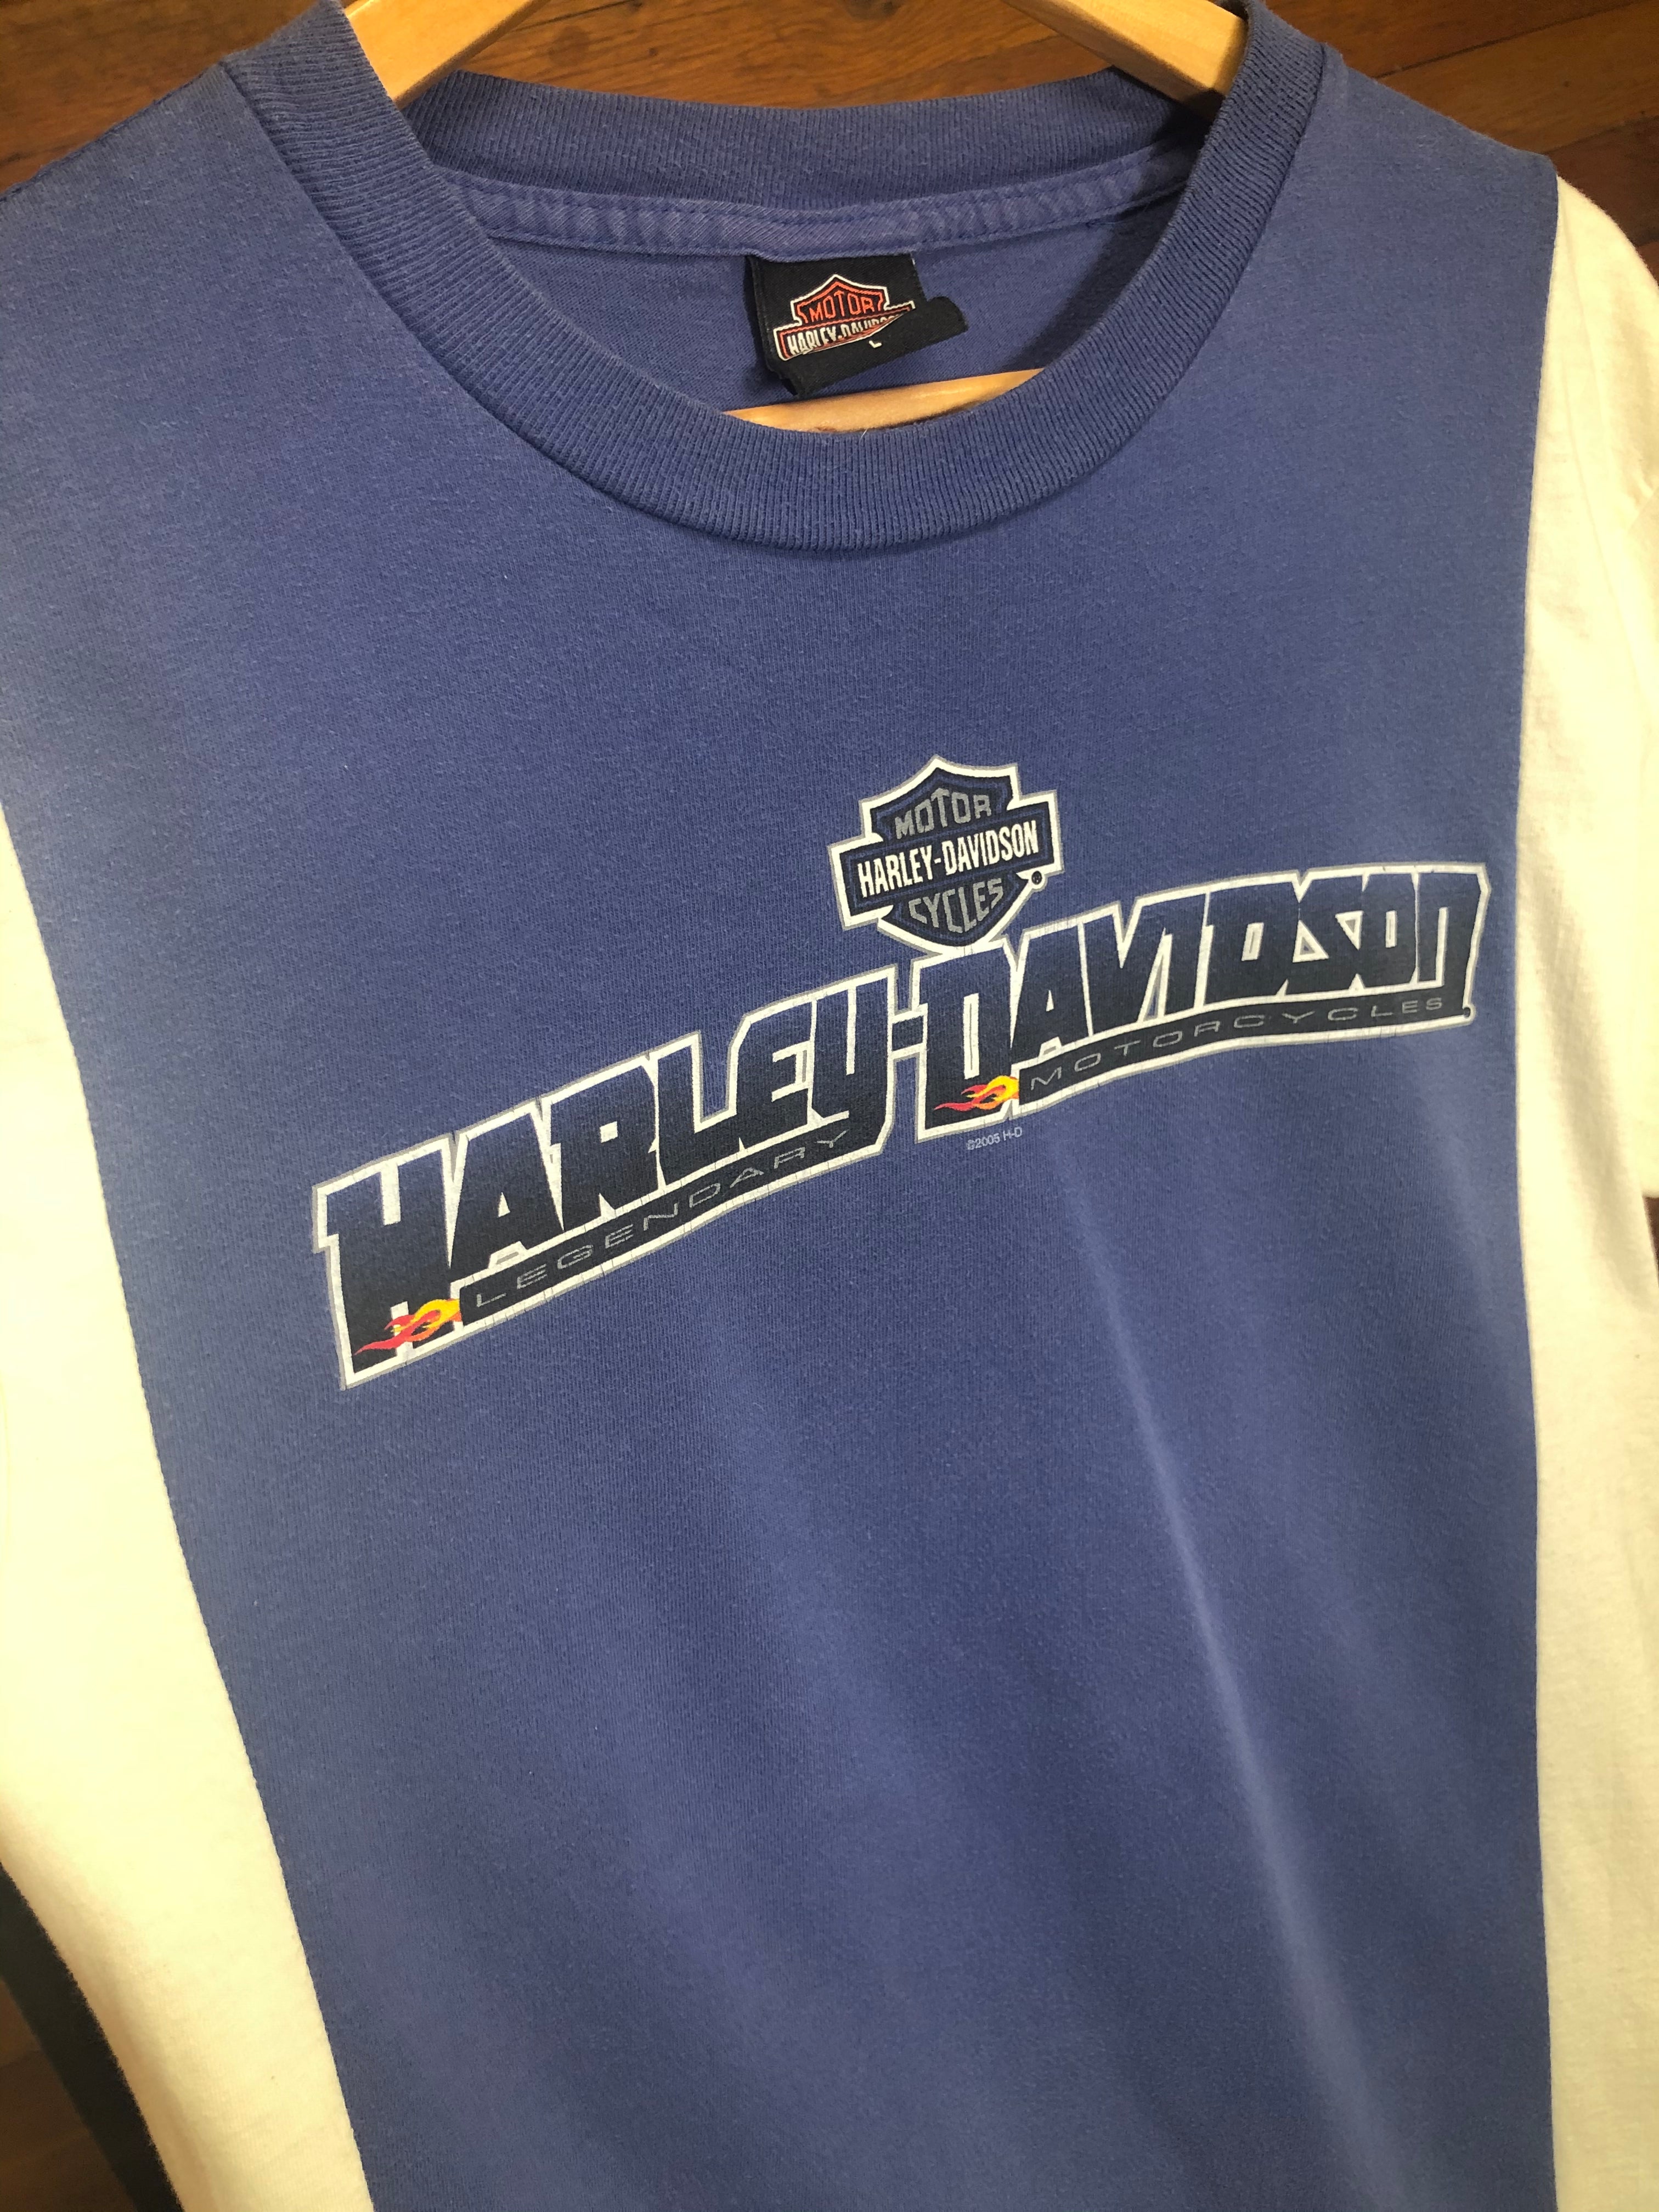 MOTOR
HARLEY-DAVIDSON
L
MOTOR
HARLEY-DAVIDSON
CYCLES
®
HARLEY-DAVIDSON
LEGENDARY MOTORCYCLES
©2005 H-D